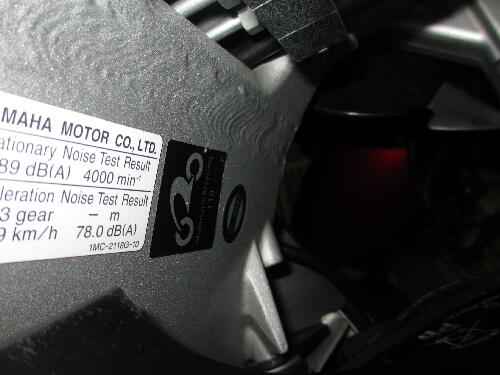 MAHA MOTOR CO., LTD.
ationary Noise Test Result
89 dB(A) 4000 min⁻¹
leration Noise Test Result
3 gear – m
9 km/h 78.0 dB(A)
1MC-2118G-10